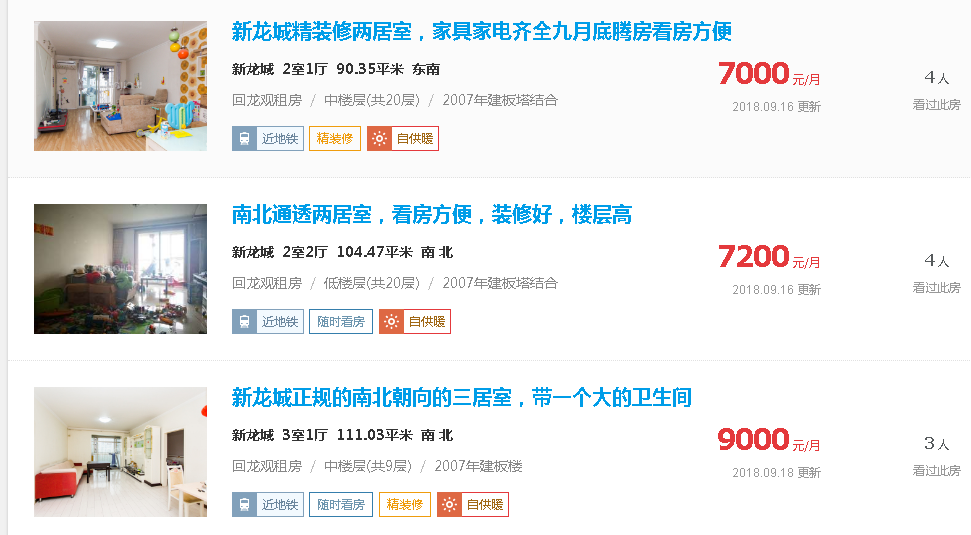 新龙城精装修两居室，家具家电齐全九月底腾房看房方便
新龙城 2室1厅 90.35平米 东南
7000元/月
4人
回龙观租房 / 中楼层(共20层) / 2007年建板塔结合
2018.09.16 更新
看过此房
近地铁 精装修 自供暖
南北通透两居室，看房方便，装修好，楼层高
新龙城 2室2厅 104.47平米 南 北
7200元/月
4人
回龙观租房 / 低楼层(共20层) / 2007年建板塔结合
2018.09.16 更新
看过此房
近地铁 随时看房 自供暖
新龙城正规的南北朝向的三居室，带一个大的卫生间
新龙城 3室1厅 111.03平米 南 北
9000元/月
3人
回龙观租房 / 中楼层(共9层) / 2007年建板楼
2018.09.18 更新
看过此房
近地铁 随时看房 精装修 自供暖